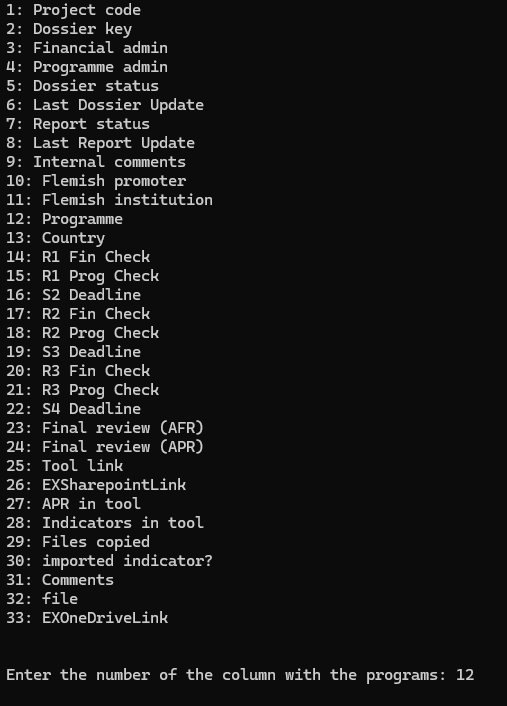 1: Project code
2: Dossier key
3: Financial admin
4: Programme admin
5: Dossier status
6: Last Dossier Update
7: Report status
8: Last Report Update
9: Internal comments
10: Flemish promoter
11: Flemish institution
12: Programme
13: Country
14: R1 Fin Check
15: R1 Prog Check
16: S2 Deadline
17: R2 Fin Check
18: R2 Prog Check
19: S3 Deadline
20: R3 Fin Check
21: R3 Prog Check
22: S4 Deadline
23: Final review (AFR)
24: Final review (APR)
25: Tool link
26: EXSharepointLink
27: APR in tool
28: Indicators in tool
29: Files copied
30: imported indicator?
31: Comments
32: file
33: EXOneDriveLink
Enter the number of the column with the programs: 12